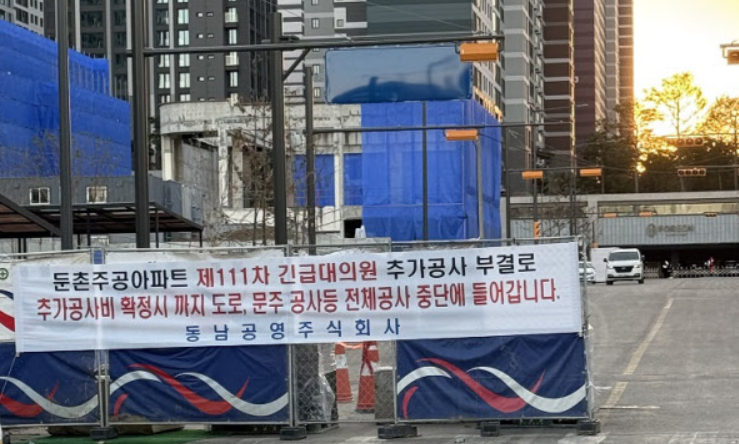 둔촌주공아파트 제111차 긴급대의원 추가공사 부결로
추가공사비 확정시 까지 도로, 문주 공사등 전체공사 중단에 들어갑니다.
동남공영주식회사